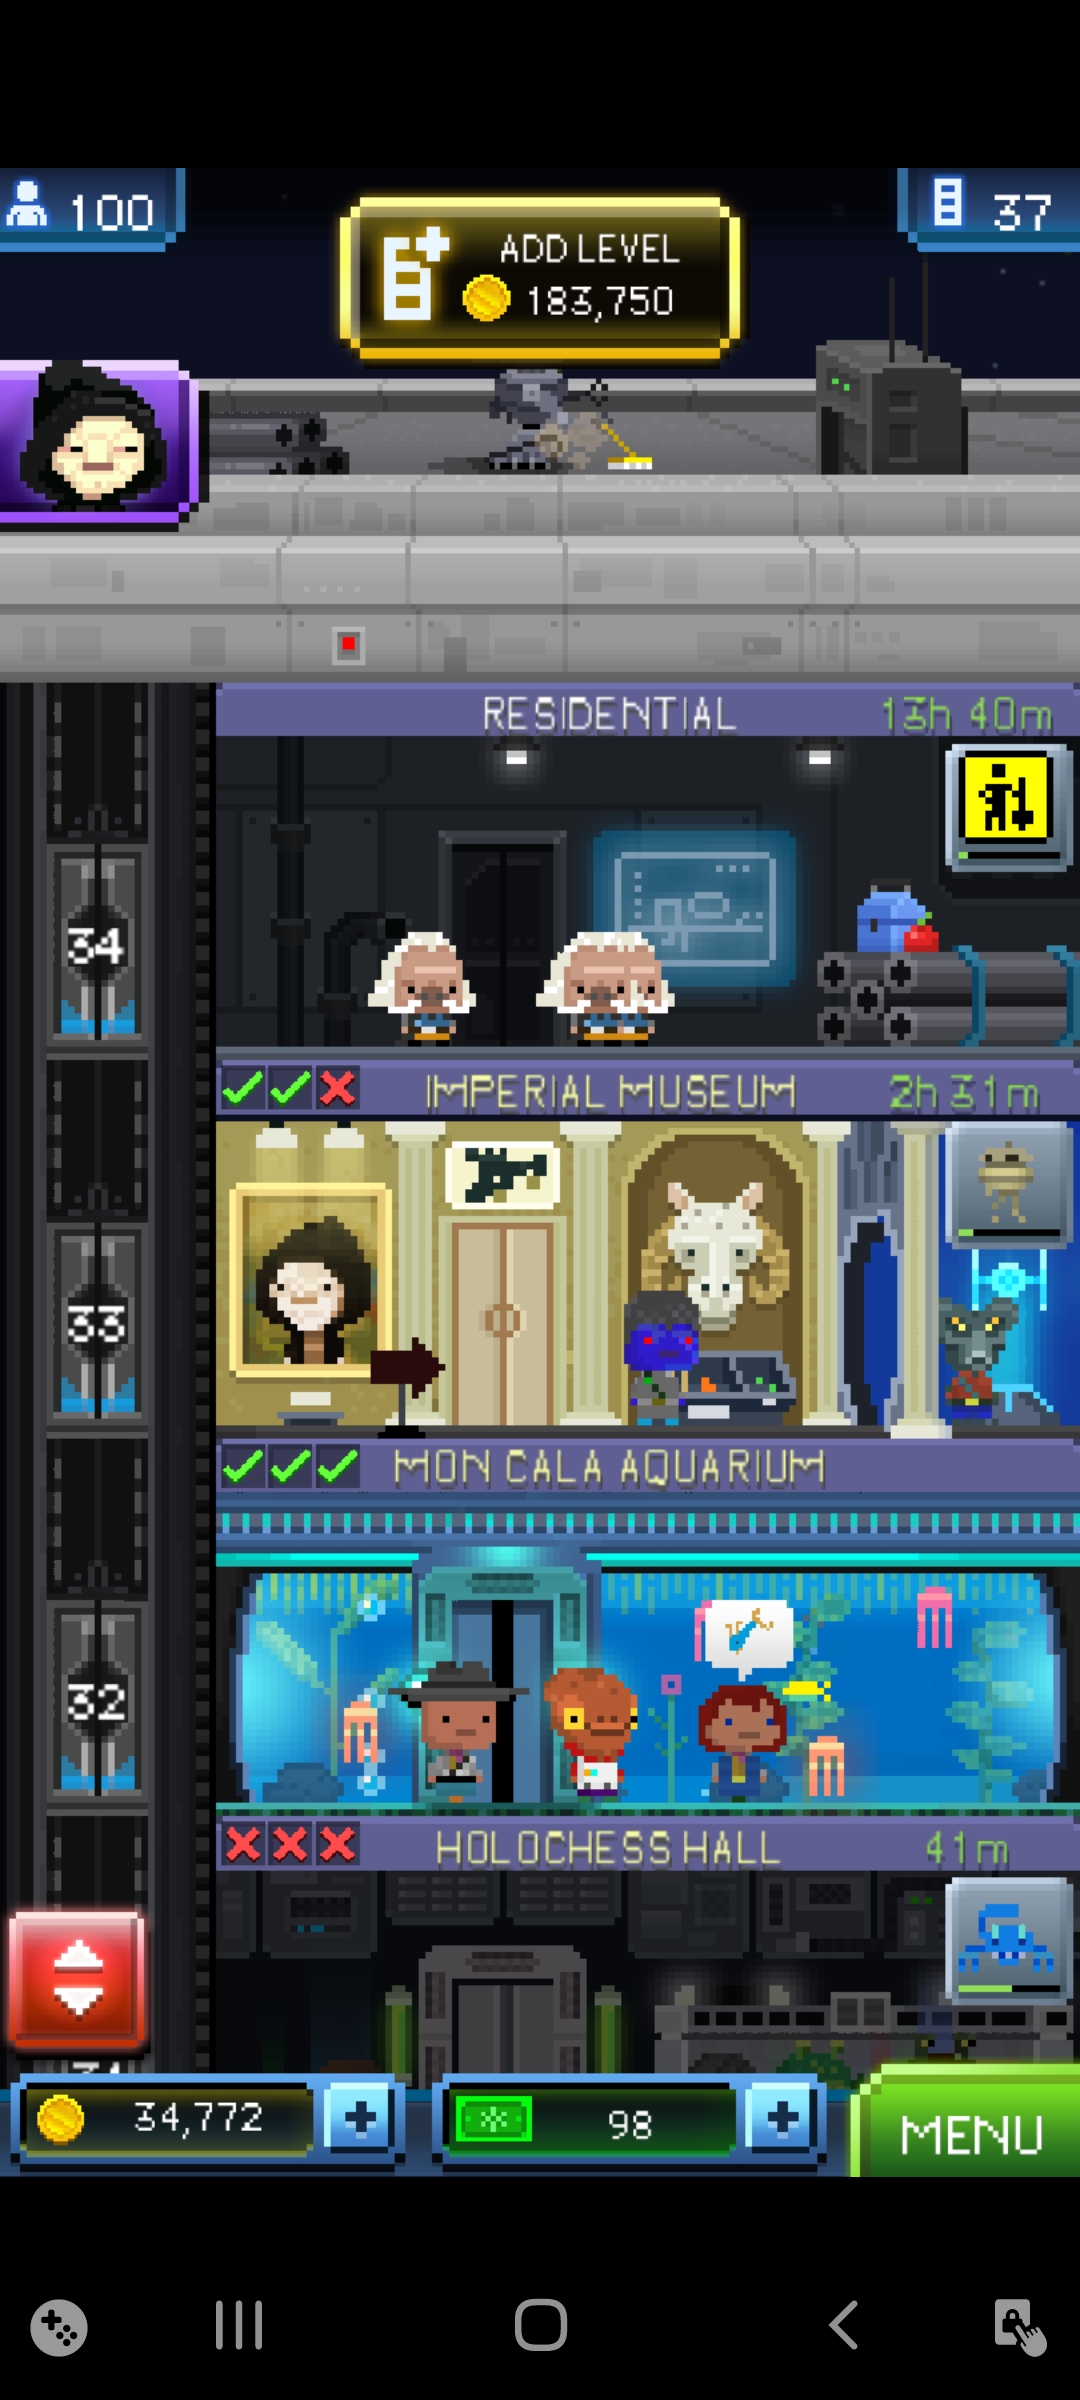 100
ADD LEVEL
183,750
37
RESIDENTIAL 13h 40m
34
IMPERIAL MUSEUM 2h 31m
33
MON CALA AQUARIUM
32
HOLOCHESS HALL 41m
34,772
98
MENU